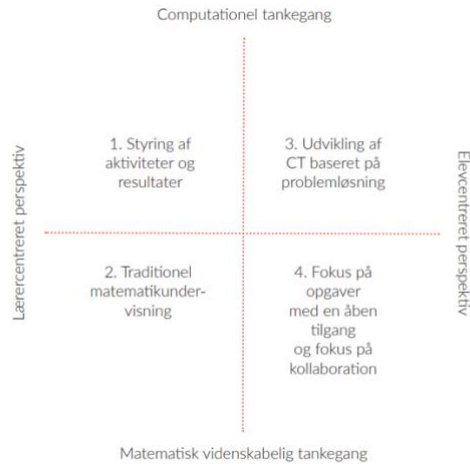 Computationel tankegang
Lærercentreret perspektiv
1. Styring af
aktiviteter og
resultater
3. Udvikling af
CT baseret på
problemløsning
Elevcentreret perspektiv
2. Traditionel
matematikunder-
visning
4. Fokus på
opgaver
med en åben
tilgang
og fokus på
kollaboration
Matematisk videnskabelig tankegang